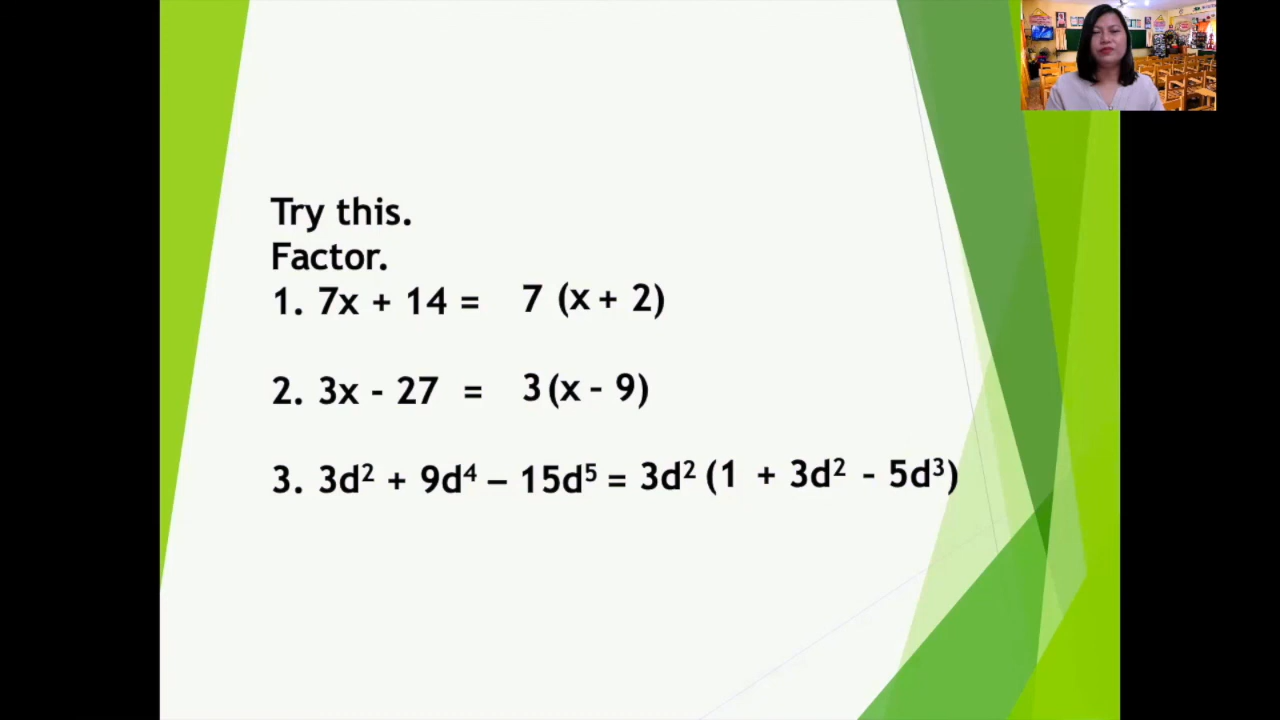 Try this.
Factor.
1. 7x + 14 = 7 (x + 2)
2. 3x - 27 = 3(x – 9)
3. 3d² + 9d⁴ – 15d⁵ = 3d² (1 + 3d² - 5d³)